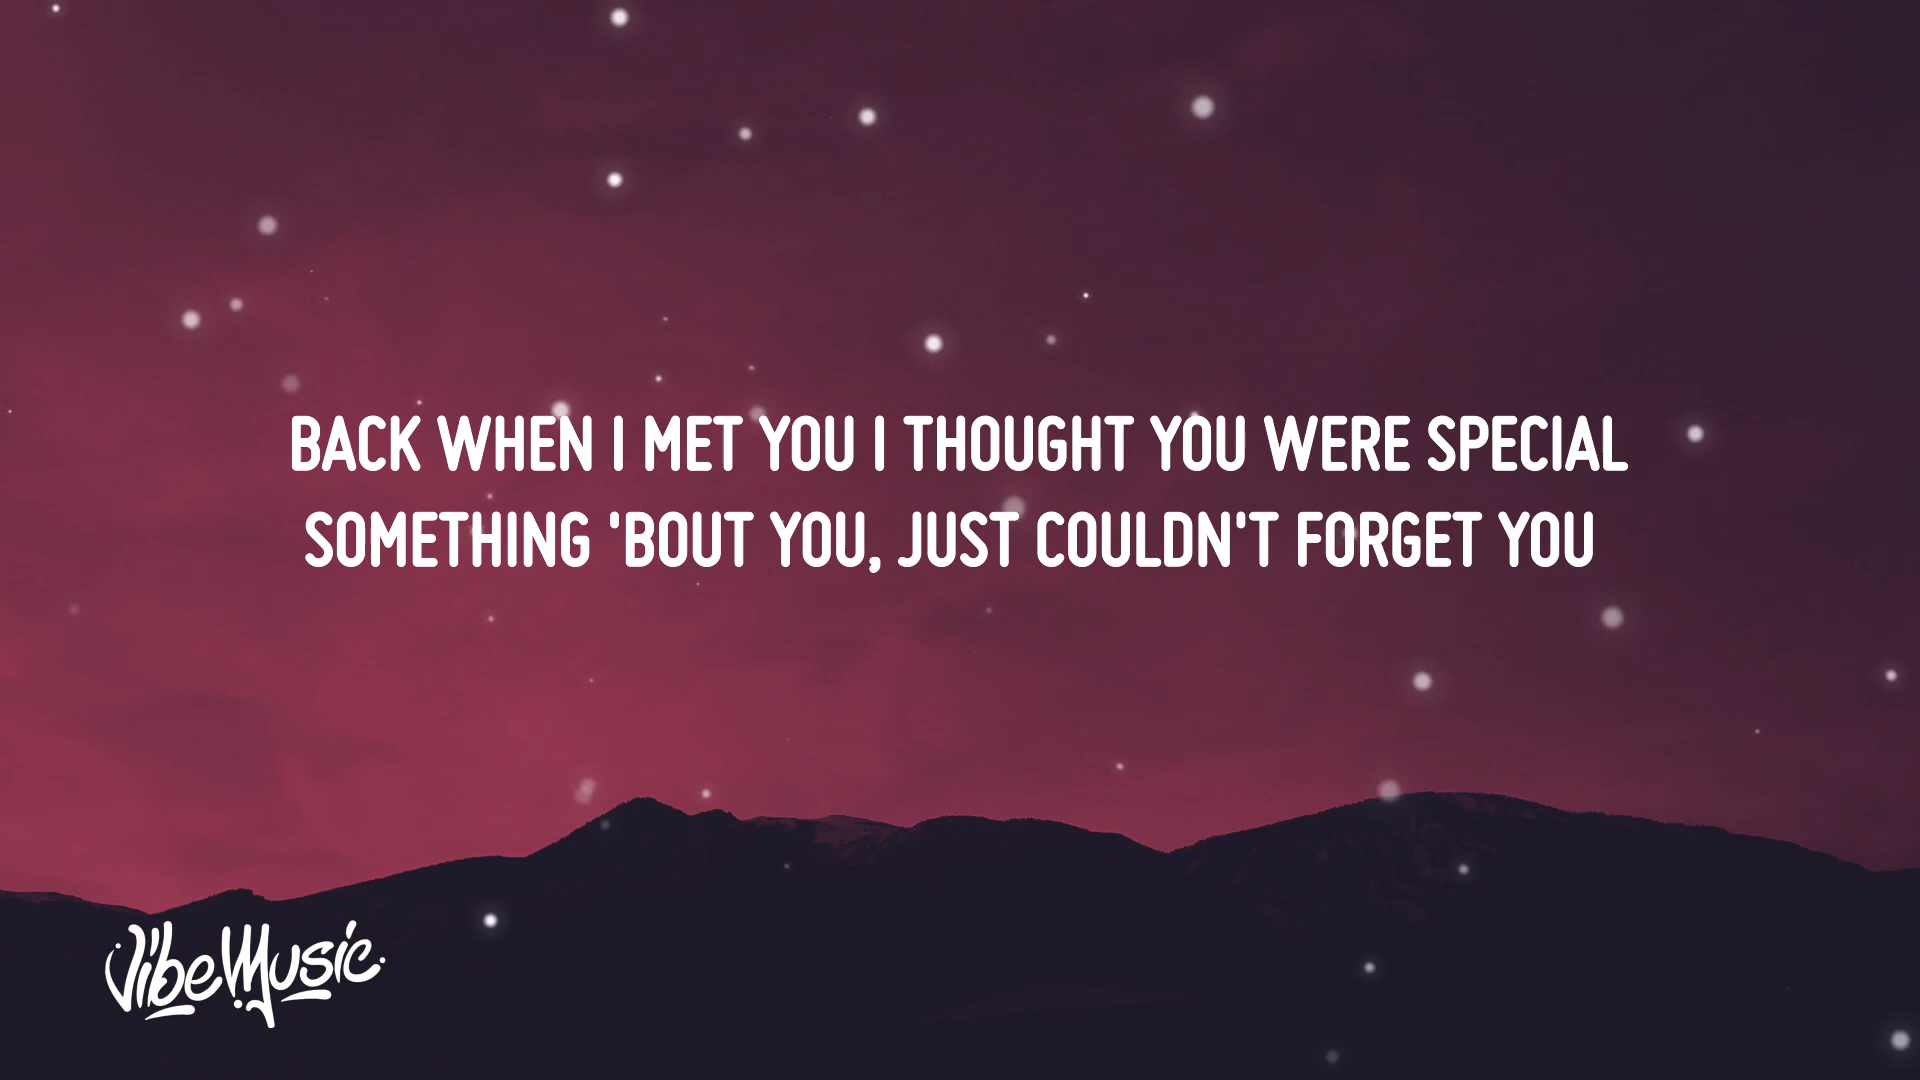 BACK WHEN I MET YOU I THOUGHT YOU WERE SPECIAL
SOMETHING 'BOUT YOU, JUST COULDN'T FORGET YOU
VibeMusic